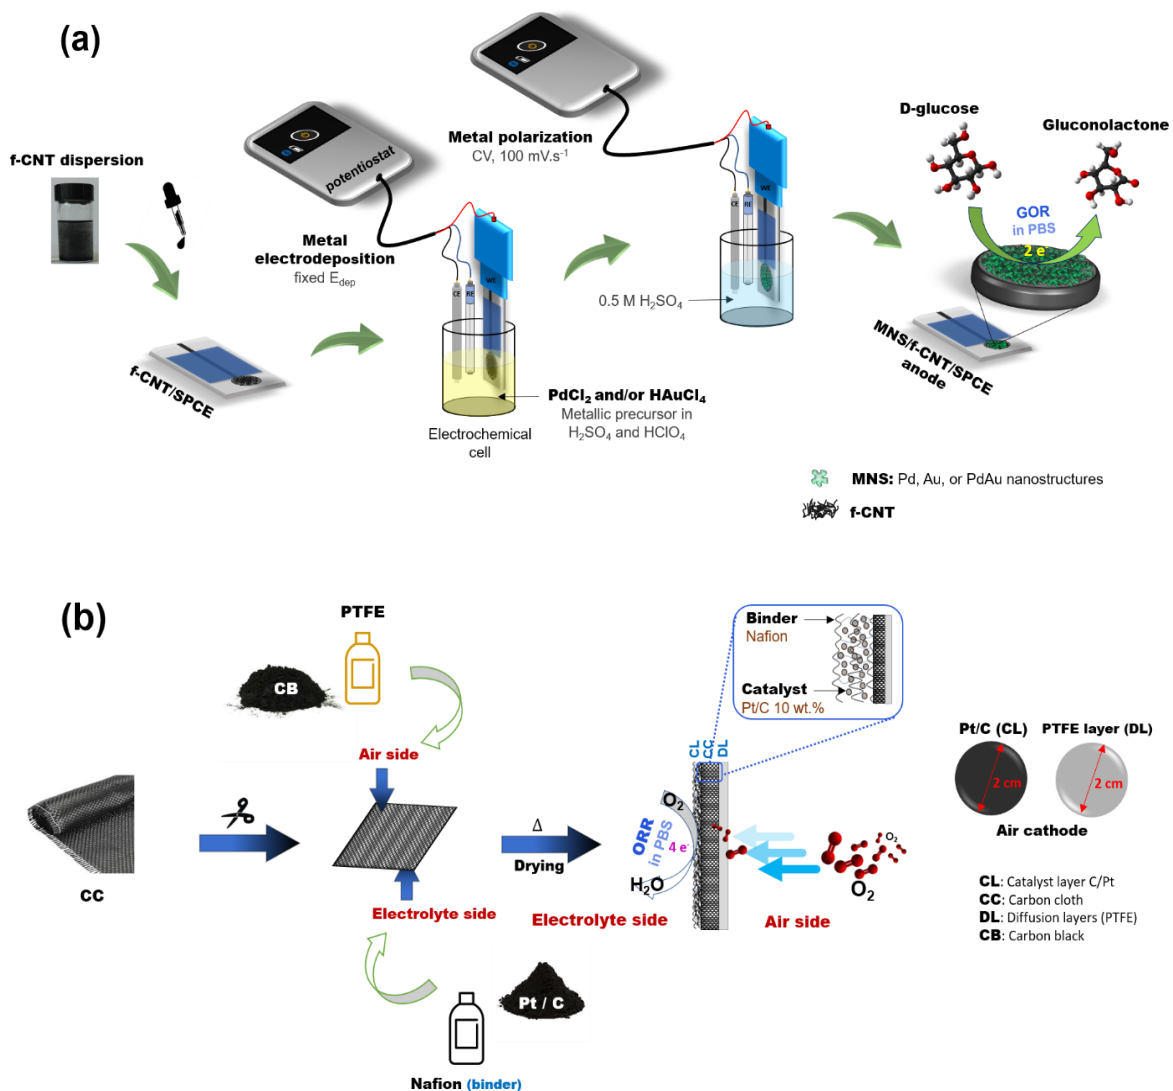 (a)
f-CNT dispersion
f-CNT/SPCE
potentiostat
Metal
electrodeposition
fixed E_dep
CE
RE
WE
PdCl₂ and/or HAuCl₄
Metallic precursor in
H₂SO₄ and HClO₄
Electrochemical
cell
Metal polarization
CV, 100 mV.s⁻¹
CE
RE
WE
0.5 M H₂SO₄
D-glucose
Gluconolactone
GOR
in PBS
2 e⁻
MNS/f-CNT/SPCE
anode
MNS: Pd, Au, or PdAu nanostructures
f-CNT
(b)
PTFE
CB
Air side
CC
Δ
Drying
Electrolyte side
Pt / C
Nafion (binder)
Binder
Nafion
Catalyst
Pt/C 10 wt.%
CL
CC
DL
O₂
ORR
in PBS
4 e⁻
H₂O
Electrolyte side
Air side
O₂
O₂
Pt/C (CL)
PTFE layer (DL)
2 cm
2 cm
Air cathode
CL: Catalyst layer C/Pt
CC: Carbon cloth
DL: Diffusion layers (PTFE)
CB: Carbon black